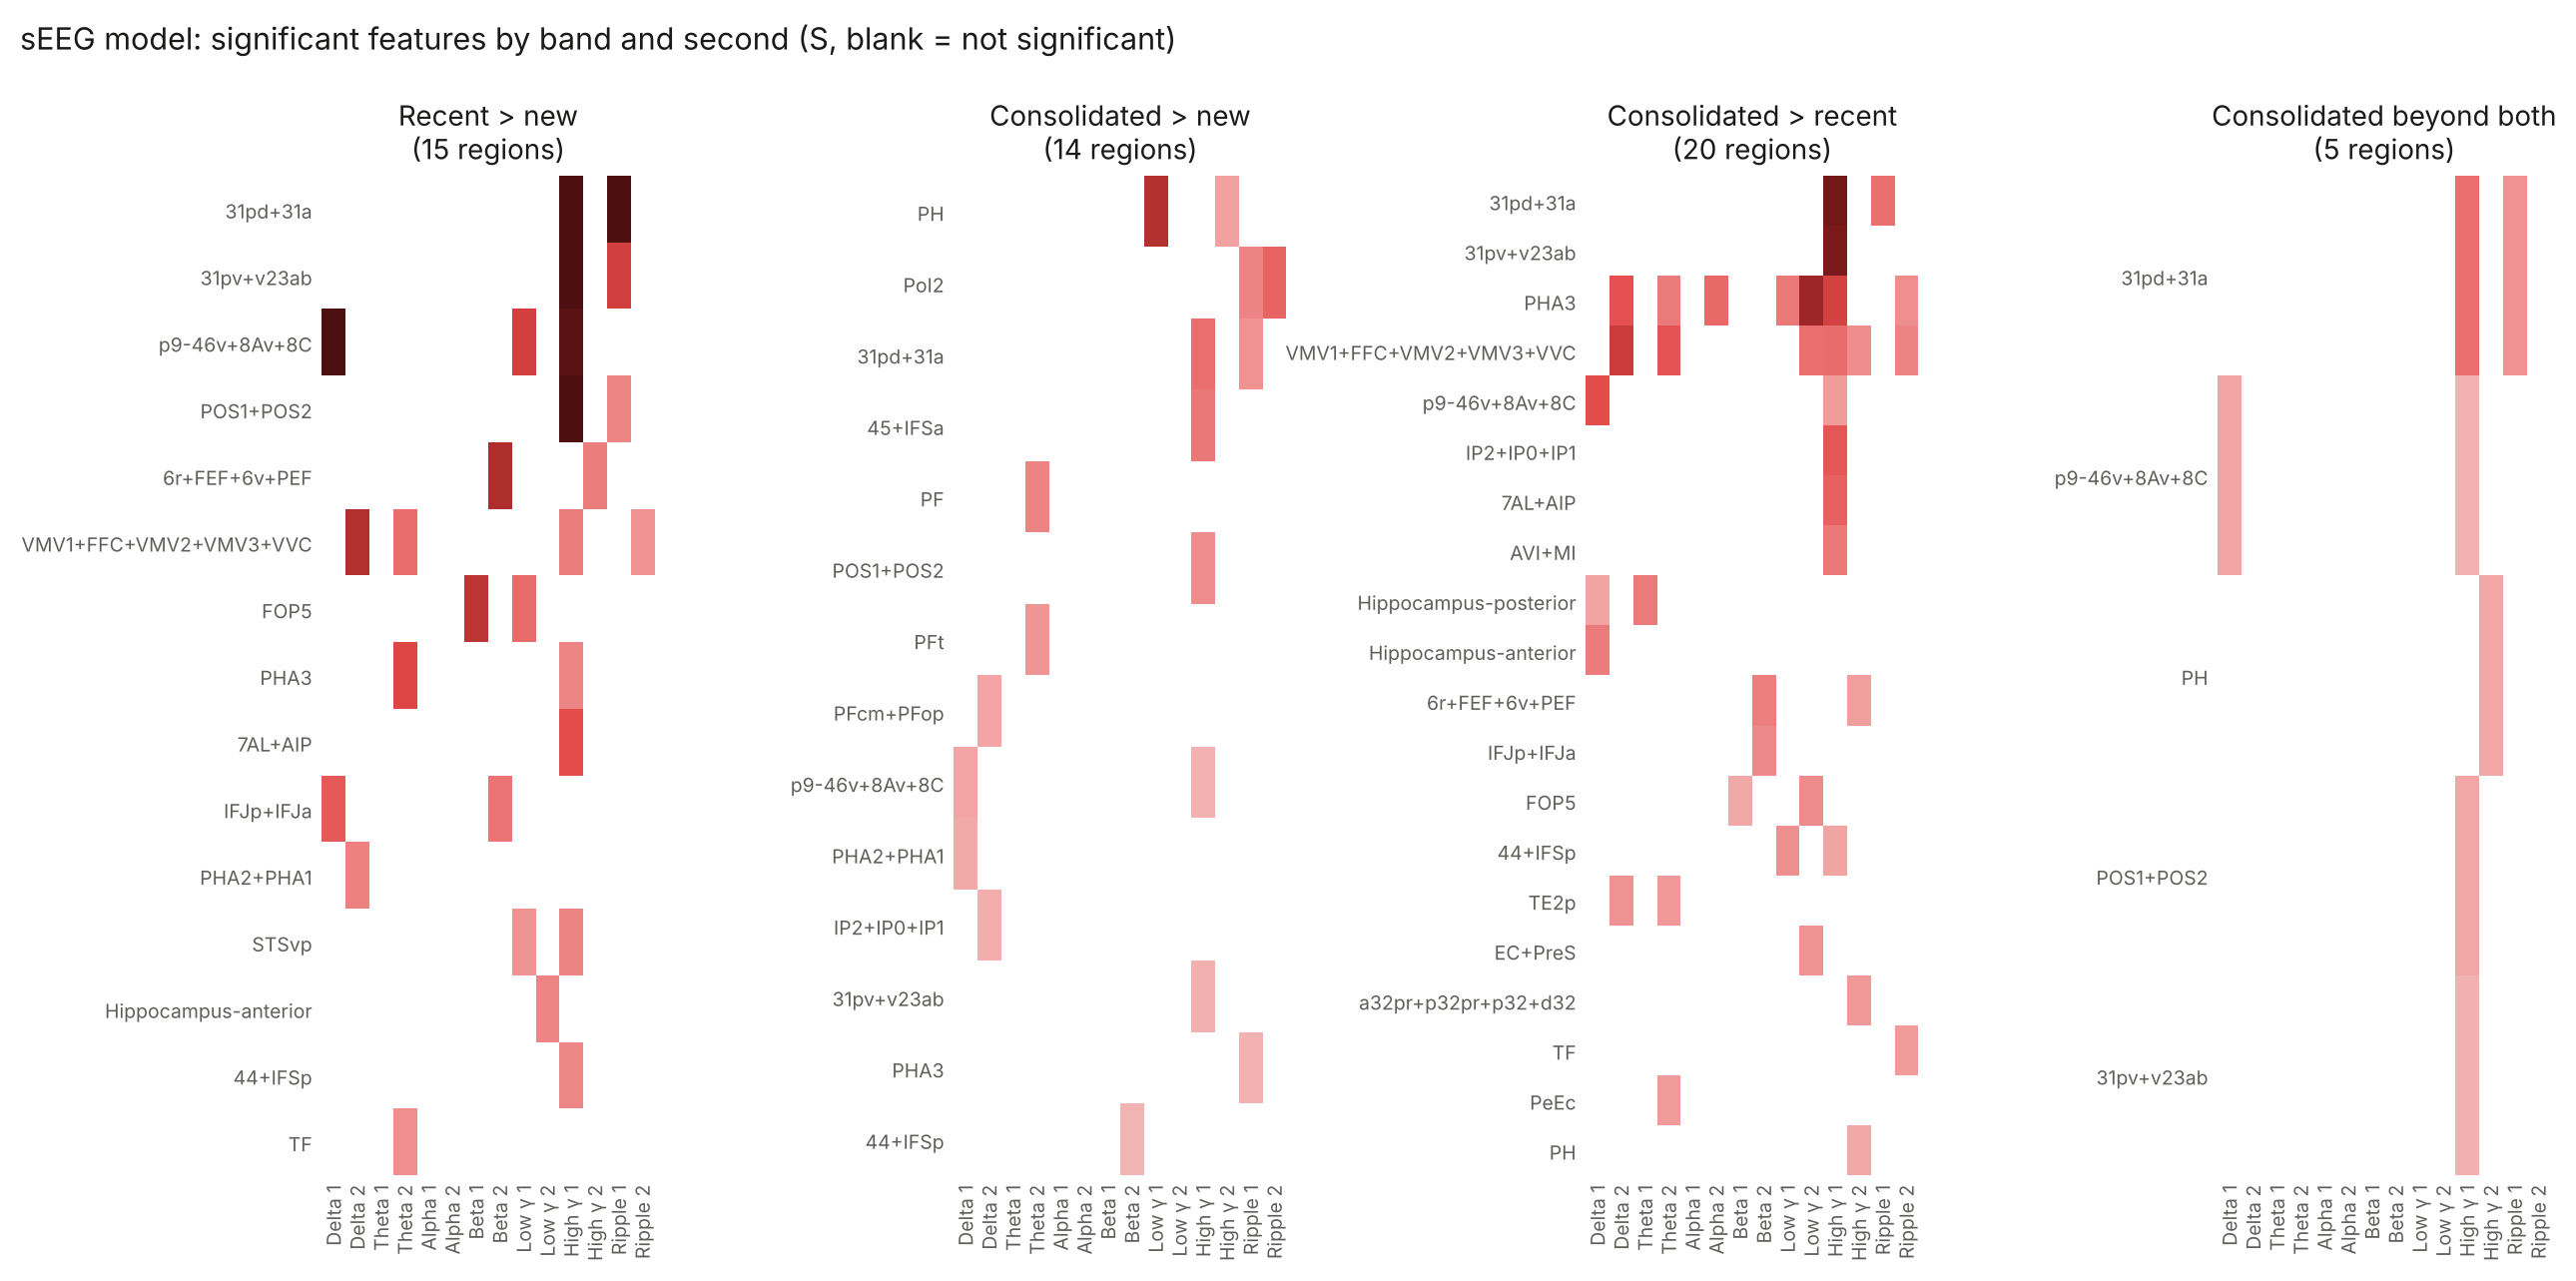 sEEG model: significant features by band and second (S, blank = not significant)
Recent > new
(15 regions)
31pd+31a
31pv+v23ab
p9-46v+8Av+8C
POS1+POS2
6r+FEF+6v+PEF
VMV1+FFC+VMV2+VMV3+VVC
FOP5
PHA3
7AL+AIP
IFJp+IFJa
PHA2+PHA1
STSvp
Hippocampus-anterior
44+IFSp
TF
Delta 1
Delta 2
Theta 1
Theta 2
Alpha 1
Alpha 2
Beta 1
Beta 2
Low γ 1
Low γ 2
High γ 1
High γ 2
Ripple 1
Ripple 2
Consolidated > new
(14 regions)
PH
PoI2
31pd+31a
45+IFSa
PF
POS1+POS2
PFt
PFcm+PFop
p9-46v+8Av+8C
PHA2+PHA1
IP2+IP0+IP1
31pv+v23ab
PHA3
44+IFSp
Delta 1
Delta 2
Theta 1
Theta 2
Alpha 1
Alpha 2
Beta 1
Beta 2
Low γ 1
Low γ 2
High γ 1
High γ 2
Ripple 1
Ripple 2
Consolidated > recent
(20 regions)
31pd+31a
31pv+v23ab
PHA3
VMV1+FFC+VMV2+VMV3+VVC
p9-46v+8Av+8C
IP2+IP0+IP1
7AL+AIP
AVI+MI
Hippocampus-posterior
Hippocampus-anterior
6r+FEF+6v+PEF
IFJp+IFJa
FOP5
44+IFSp
TE2p
EC+PreS
a32pr+p32pr+p32+d32
TF
PeEc
PH
Delta 1
Delta 2
Theta 1
Theta 2
Alpha 1
Alpha 2
Beta 1
Beta 2
Low γ 1
Low γ 2
High γ 1
High γ 2
Ripple 1
Ripple 2
Consolidated beyond both
(5 regions)
31pd+31a
p9-46v+8Av+8C
PH
POS1+POS2
31pv+v23ab
Delta 1
Delta 2
Theta 1
Theta 2
Alpha 1
Alpha 2
Beta 1
Beta 2
Low γ 1
Low γ 2
High γ 1
High γ 2
Ripple 1
Ripple 2